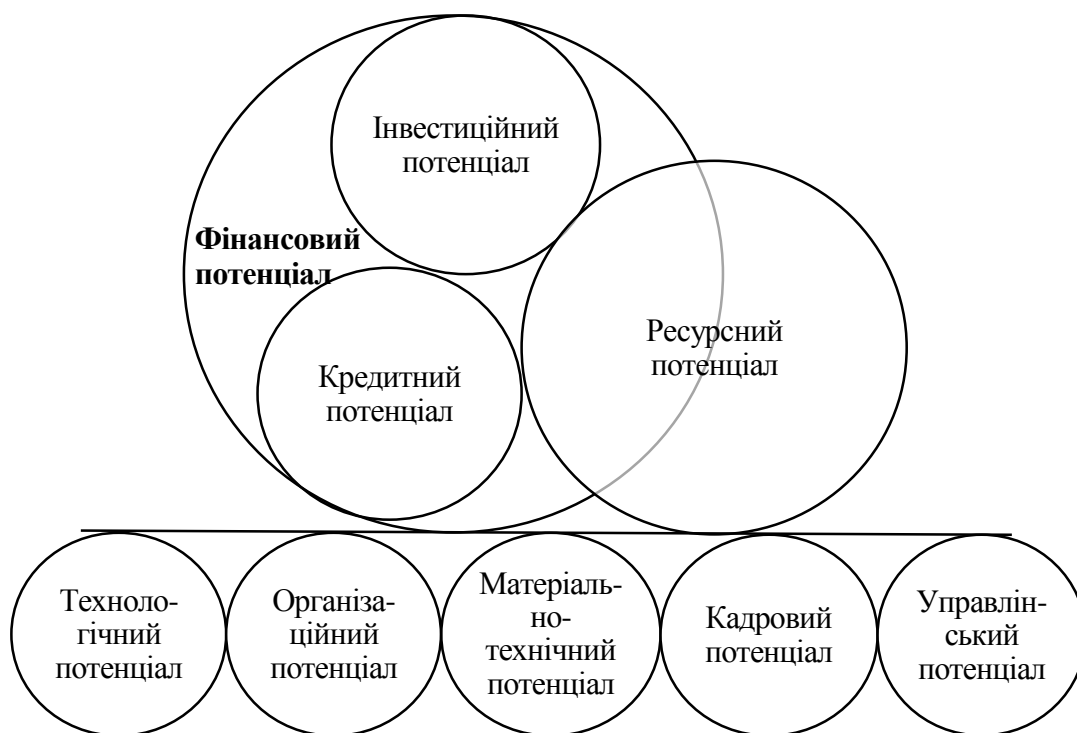 Інвестиційний
потенціал
Фінансовий
потенціал
Ресурсний
потенціал
Кредитний
потенціал
Техноло-
гічний
потенціал
Організа-
ційний
потенціал
Матеріаль-
но-
технічний
потенціал
Кадровий
потенціал
Управлін-
ський
потенціал